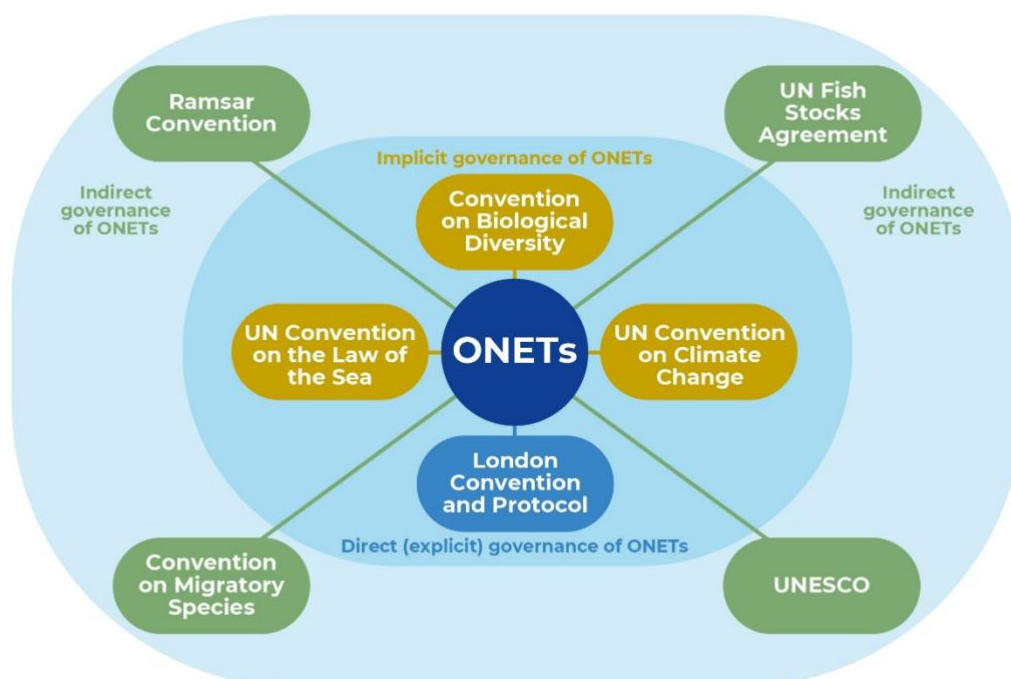 Ramsar
Convention
UN Fish
Stocks
Agreement
Implicit governance of ONETs
Indirect
governance
of ONETs
Convention
on Biological
Diversity
Indirect
governance
of ONETs
UN Convention
on the Law of
the Sea
ONETs
UN Convention
on Climate
Change
London
Convention
and Protocol
Direct (explicit) governance of ONETs
Convention
on Migratory
Species
UNESCO